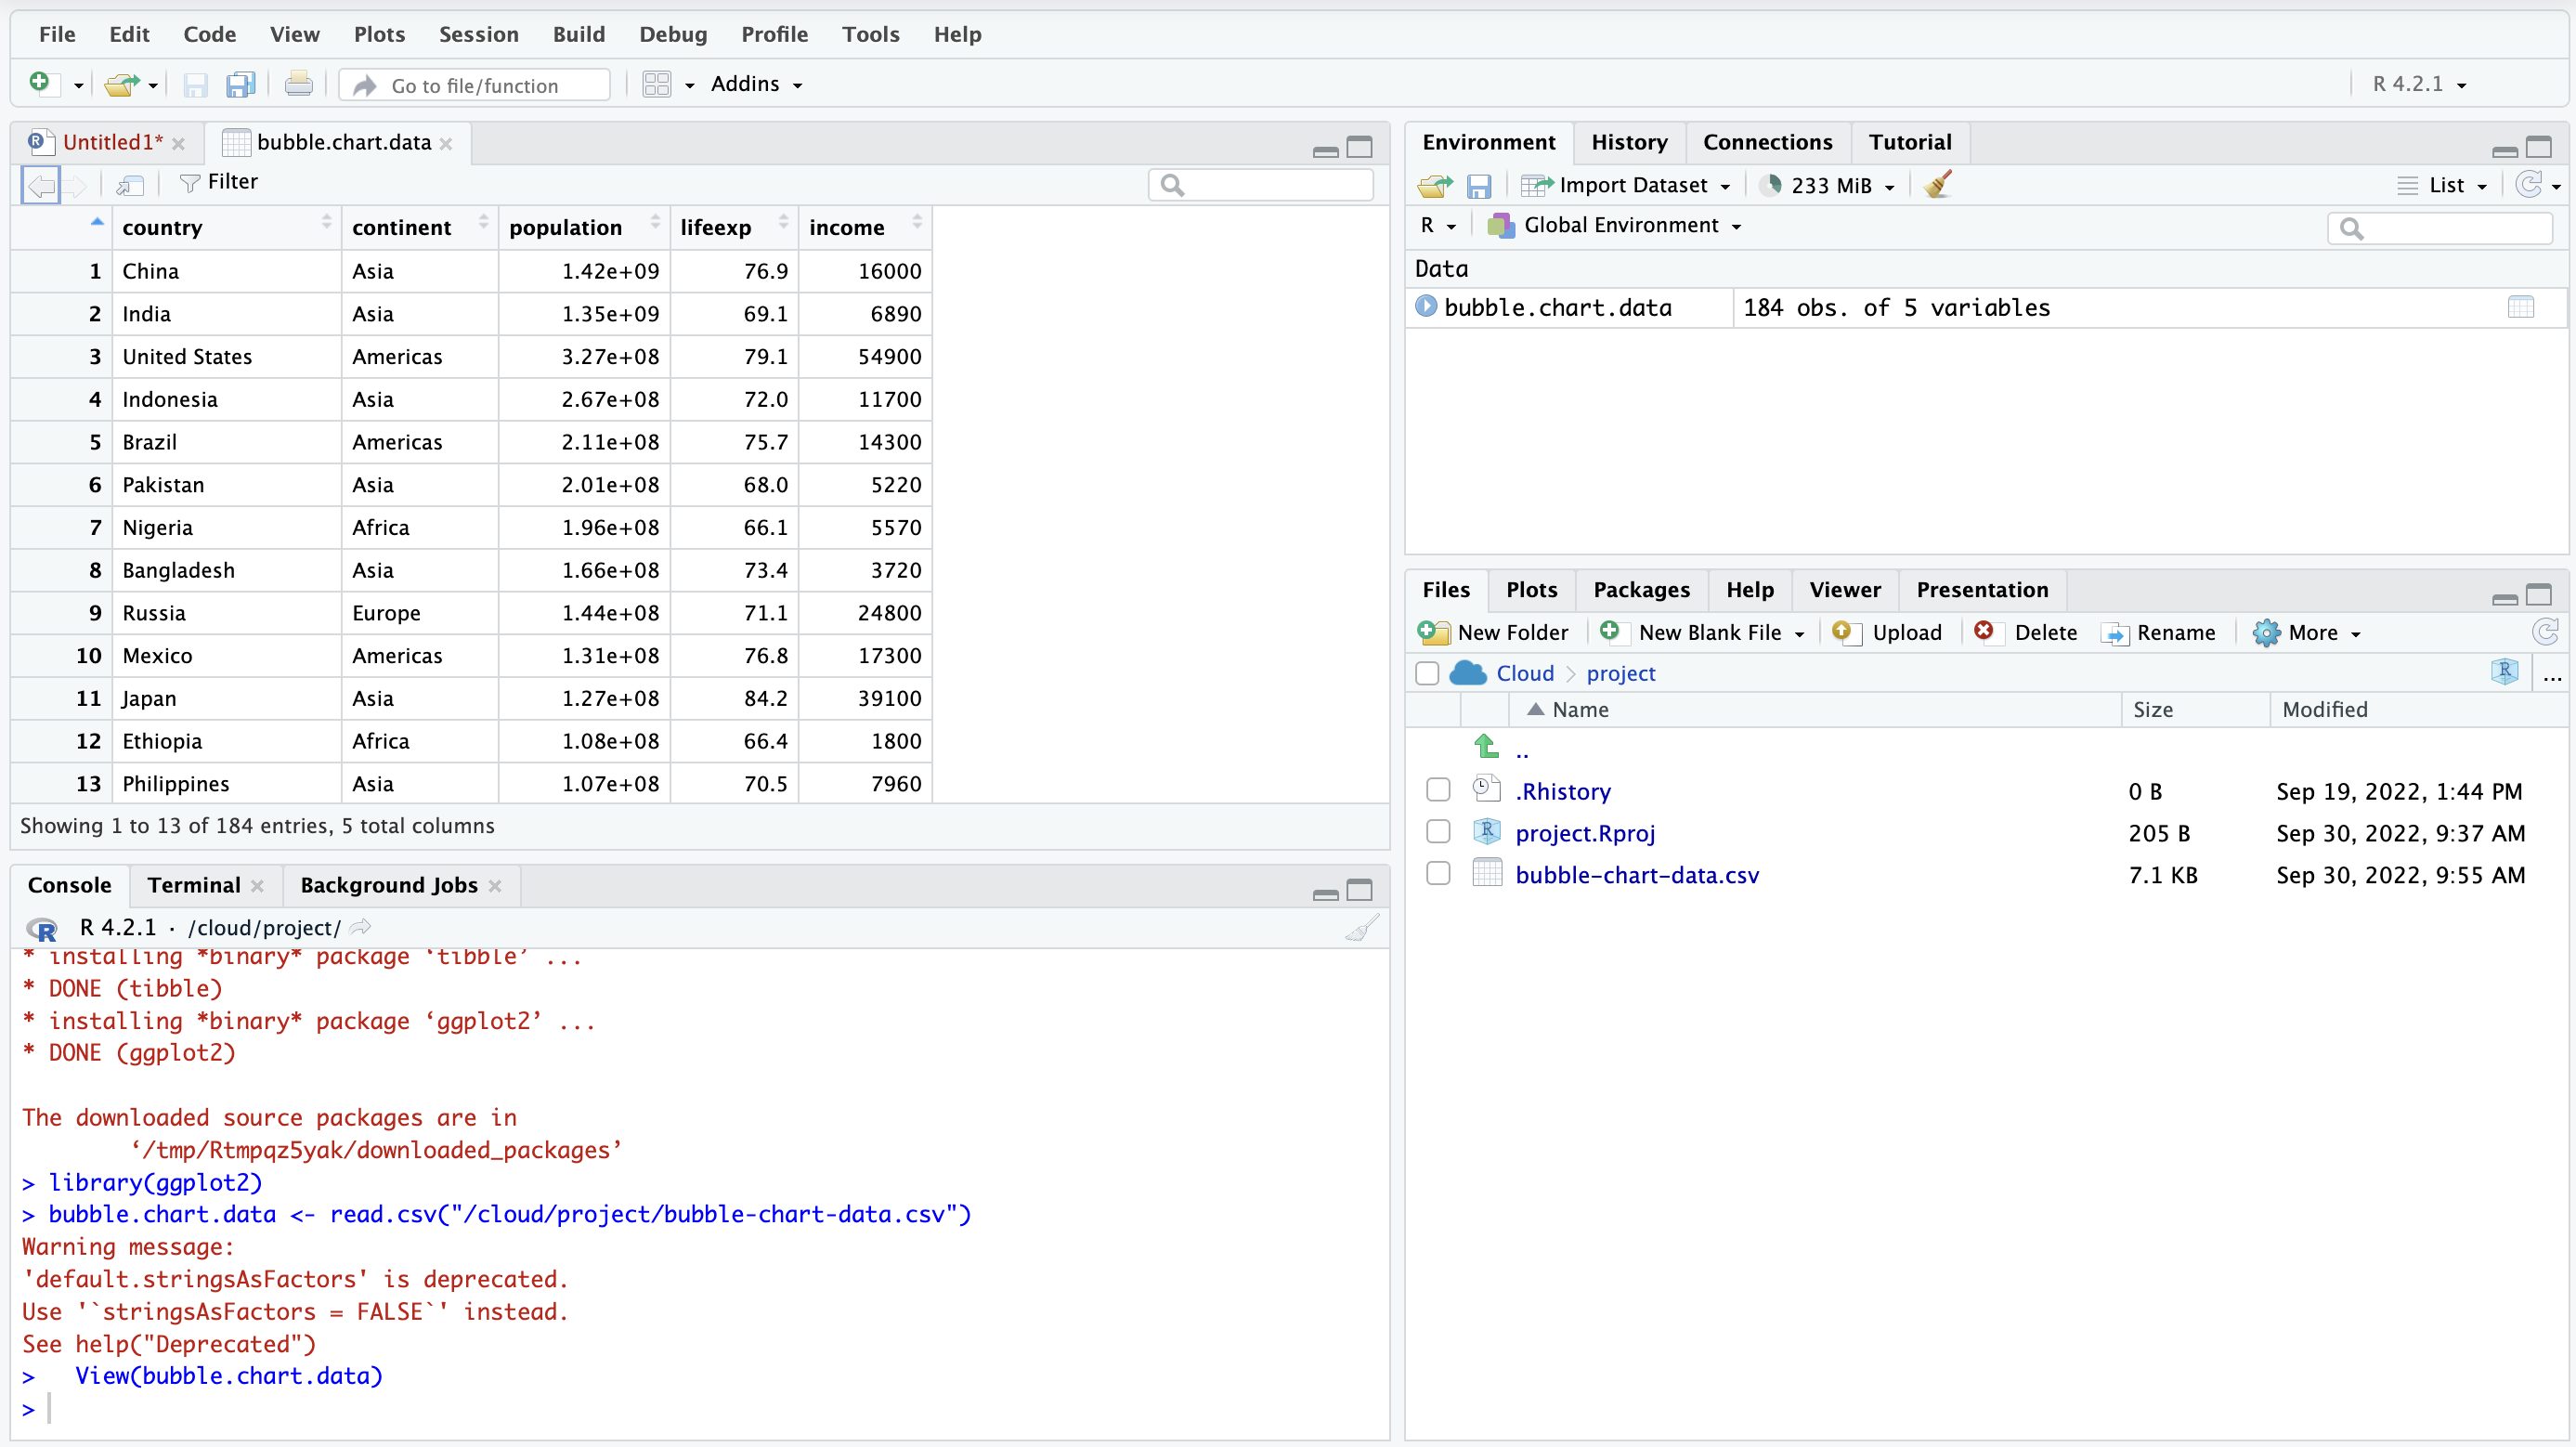 File Edit Code View Plots Session Build Debug Profile Tools Help
Go to file/function Addins R 4.2.1
Untitled1* bubble.chart.data
Filter
country continent population lifeexp income
1 China Asia 1.42e+09 76.9 16000
2 India Asia 1.35e+09 69.1 6890
3 United States Americas 3.27e+08 79.1 54900
4 Indonesia Asia 2.67e+08 72.0 11700
5 Brazil Americas 2.11e+08 75.7 14300
6 Pakistan Asia 2.01e+08 68.0 5220
7 Nigeria Africa 1.96e+08 66.1 5570
8 Bangladesh Asia 1.66e+08 73.4 3720
9 Russia Europe 1.44e+08 71.1 24800
10 Mexico Americas 1.31e+08 76.8 17300
11 Japan Asia 1.27e+08 84.2 39100
12 Ethiopia Africa 1.08e+08 66.4 1800
13 Philippines Asia 1.07e+08 70.5 7960
Showing 1 to 13 of 184 entries, 5 total columns
Console Terminal Background Jobs
R R 4.2.1 · /cloud/project/
* installing *binary* package ‘tibble’ ...
* DONE (tibble)
* installing *binary* package ‘ggplot2’ ...
* DONE (ggplot2)
The downloaded source packages are in
‘/tmp/Rtmpqz5yak/downloaded_packages’
> library(ggplot2)
> bubble.chart.data <- read.csv("/cloud/project/bubble-chart-data.csv")
Warning message:
'default.stringsAsFactors' is deprecated.
Use '`stringsAsFactors = FALSE`' instead.
See help("Deprecated")
> View(bubble.chart.data)
>
Environment History Connections Tutorial
Import Dataset 233 MiB List
R Global Environment
Data
bubble.chart.data 184 obs. of 5 variables
Files Plots Packages Help Viewer Presentation
New Folder New Blank File Upload Delete Rename More
Cloud > project R ...
Name Size Modified
..
.Rhistory 0 B Sep 19, 2022, 1:44 PM
R project.Rproj 205 B Sep 30, 2022, 9:37 AM
bubble-chart-data.csv 7.1 KB Sep 30, 2022, 9:55 AM